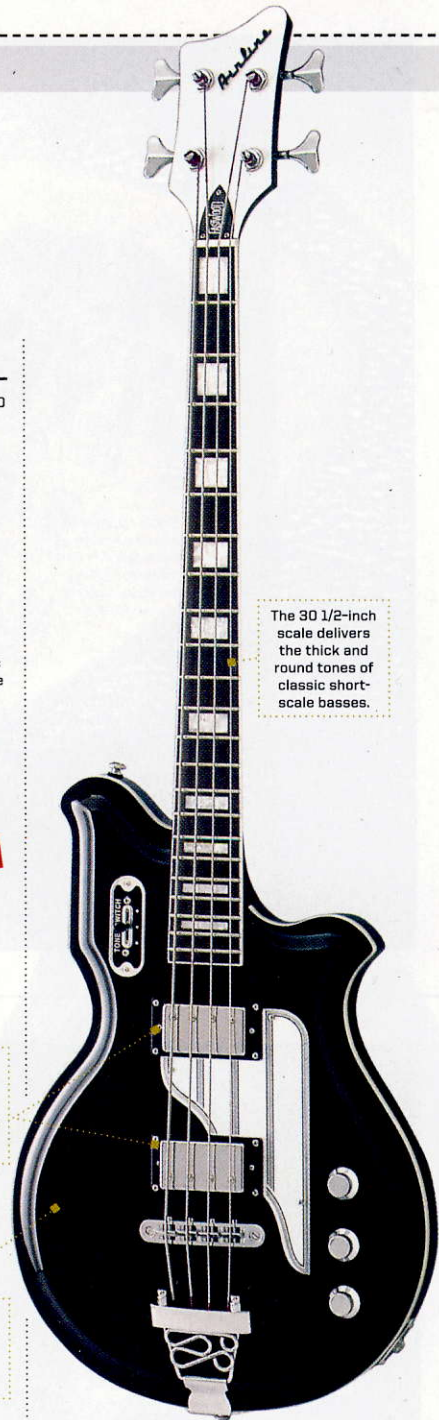 Airline
TONE SWITCH
The 30 1/2-inch
scale delivers
the thick and
round tones of
classic short-
scale basses.